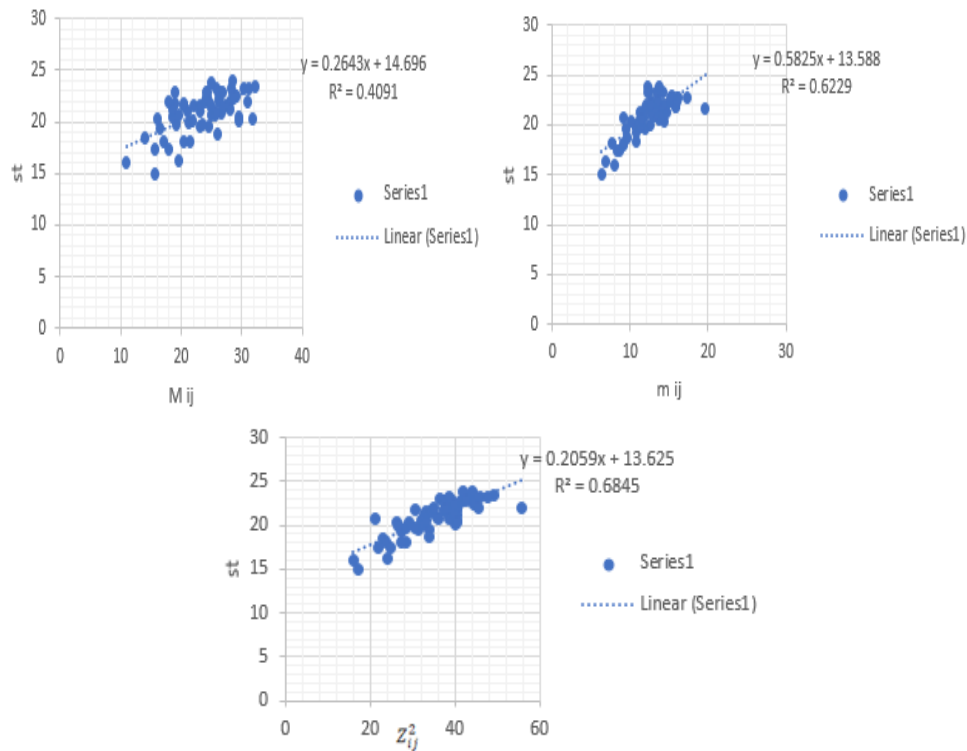 30
25
20
15
10
5
0
st
y = 0.2643x + 14.696
R² = 0.4091
Series1
Linear (Series1)
0 10 20 30 40
M ij
30
25
20
15
10
5
0
st
y = 0.5825x + 13.588
R² = 0.6229
Series1
Linear (Series1)
0 10 20 30
m ij
30
25
20
15
10
5
0
st
y = 0.2059x + 13.625
R² = 0.6845
Series1
Linear (Series1)
0 20 40 60
Z²ij